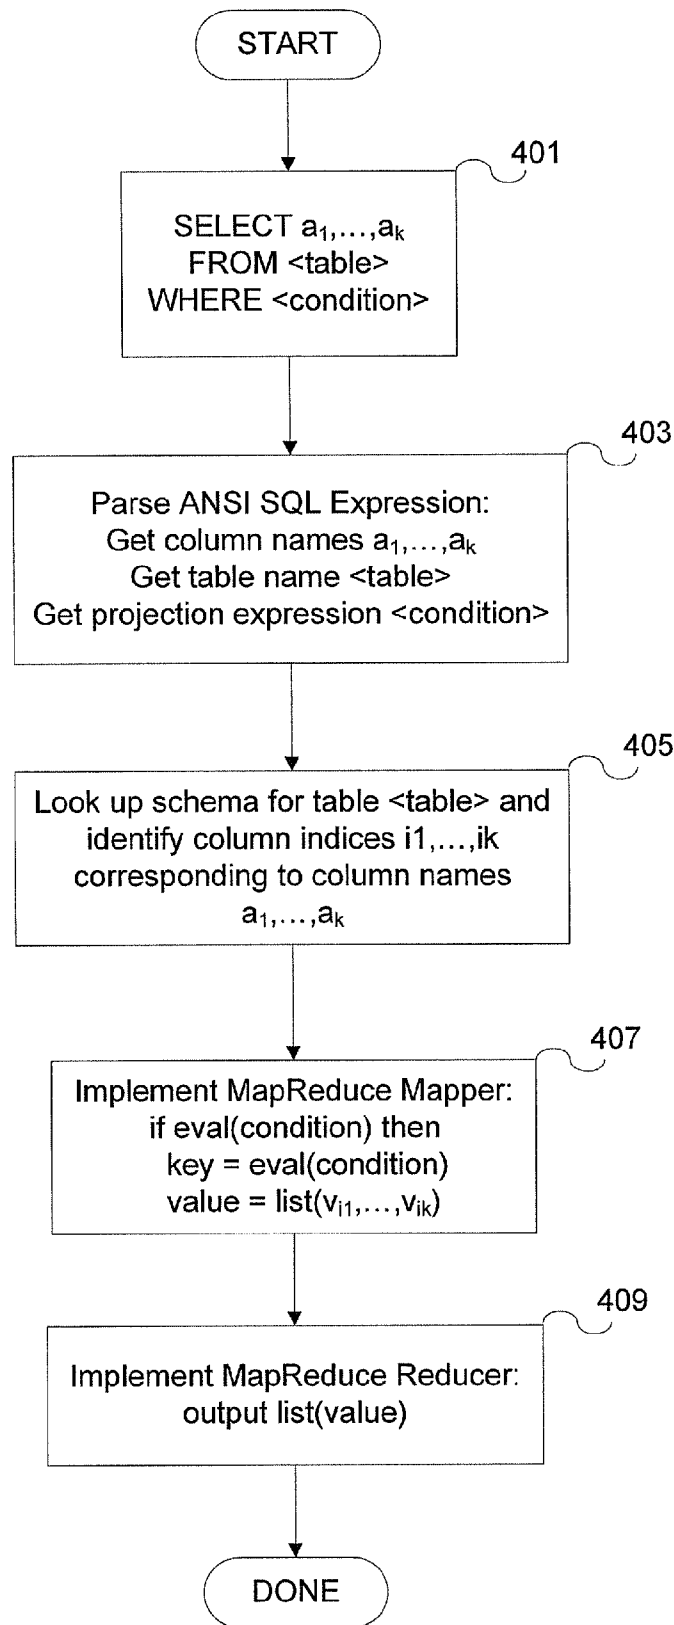 START
401
SELECT a₁,...,aₖ
FROM <table>
WHERE <condition>
403
Parse ANSI SQL Expression:
Get column names a₁,...,aₖ
Get table name <table>
Get projection expression <condition>
405
Look up schema for table <table> and
identify column indices i1,...,ik
corresponding to column names
a₁,...,aₖ
407
Implement MapReduce Mapper:
if eval(condition) then
key = eval(condition)
value = list(vᵢ₁,...,vᵢₖ)
409
Implement MapReduce Reducer:
output list(value)
DONE